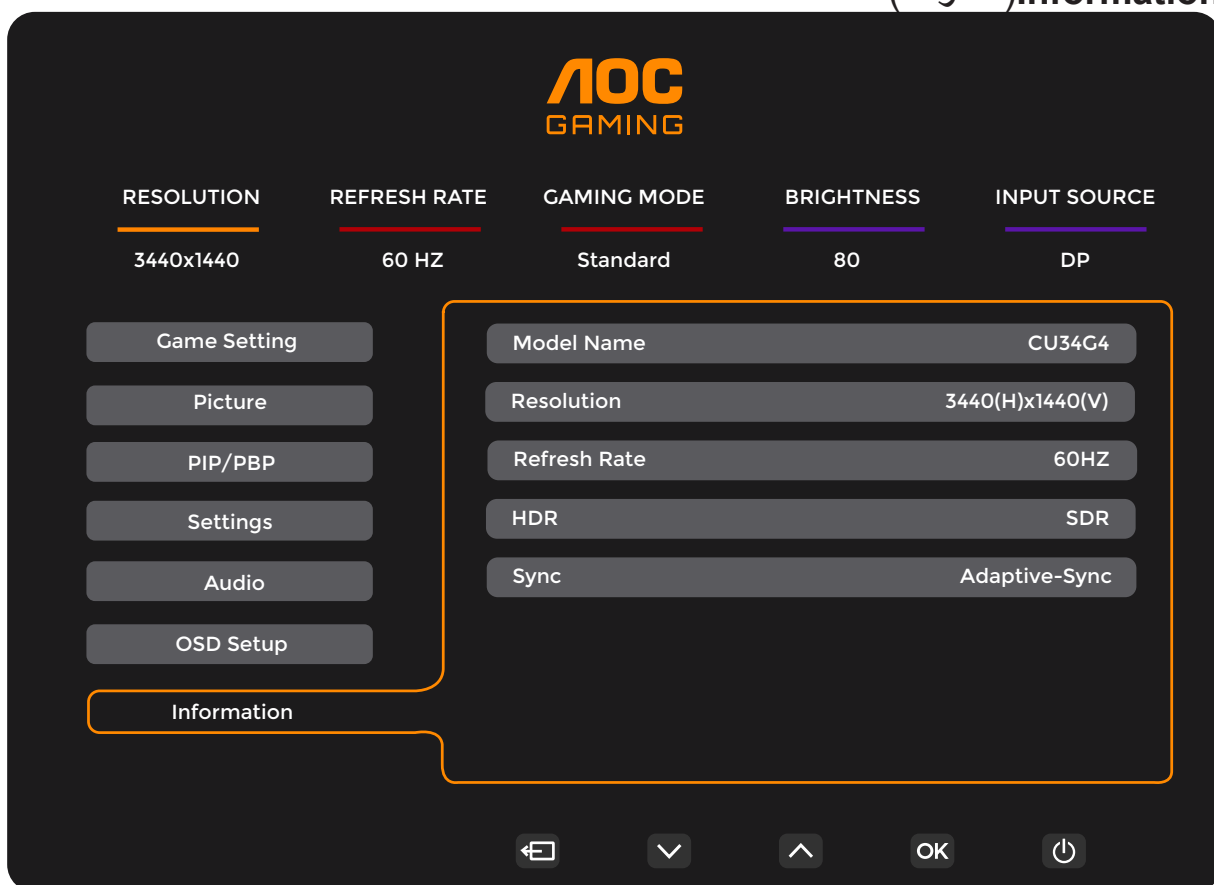 Information
AOC
GAMING
RESOLUTION REFRESH RATE GAMING MODE BRIGHTNESS INPUT SOURCE
3440x1440 60 HZ Standard 80 DP
Game Setting
Picture
PIP/PBP
Settings
Audio
OSD Setup
Information
Model Name CU34G4
Resolution 3440(H)x1440(V)
Refresh Rate 60HZ
HDR SDR
Sync Adaptive-Sync
OK